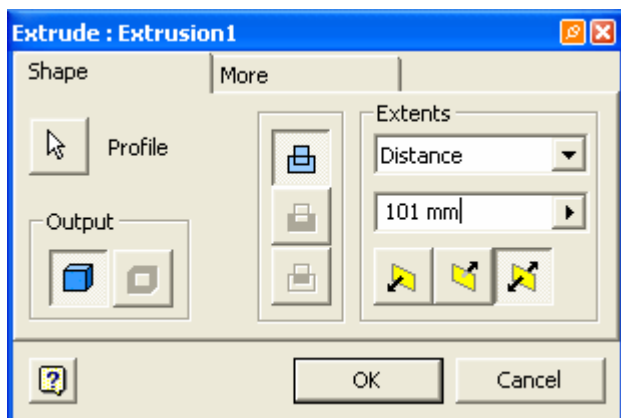 Extrude : Extrusion1
Shape
More
Profile
Output
Extents
Distance
101 mm
?
OK
Cancel